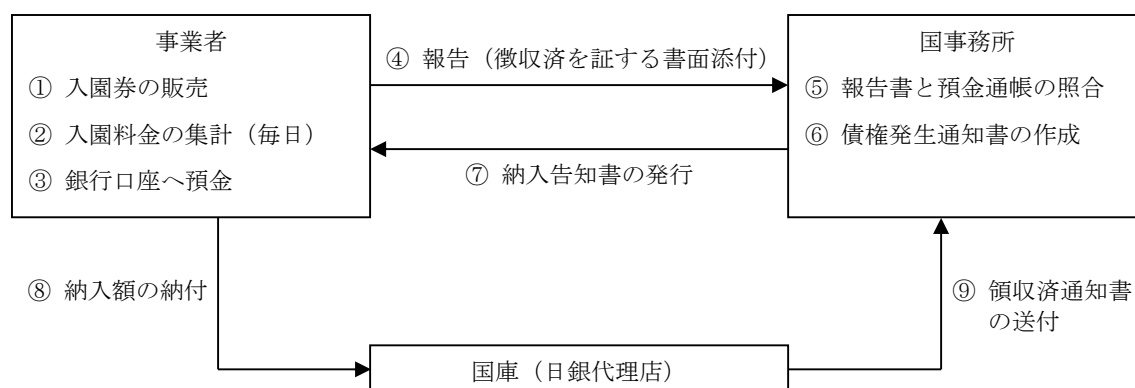 事業者
① 入園券の販売
② 入園料金の集計（毎日）
③ 銀行口座へ預金
④ 報告（徴収済を証する書面添付）
⑦ 納入告知書の発行
国事務所
⑤ 報告書と預金通帳の照合
⑥ 債権発生通知書の作成
⑧ 納入額の納付
⑨ 領収済通知書
の送付
国庫（日銀代理店）